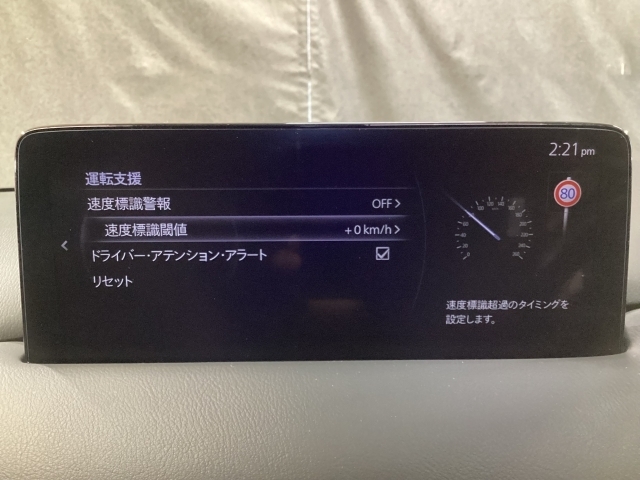 2:21 pm
運転支援
80
速度標識警報 OFF
速度標識閾値 +0 km/h
ドライバー・アテンション・アラート
リセット
速度標識超過のタイミングを
設定します。